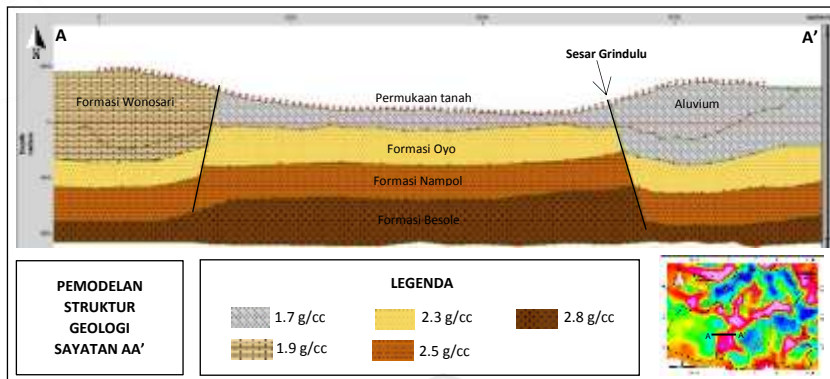 A
A’
Sesar Grindulu
Formasi Wonosari
Permukaan tanah
Aluvium
Formasi Oyo
Formasi Nampol
Formasi Besole
PEMODELAN
STRUKTUR
GEOLOGI
SAYATAN AA’
LEGENDA
1.7 g/cc
2.3 g/cc
2.8 g/cc
1.9 g/cc
2.5 g/cc
A
A'